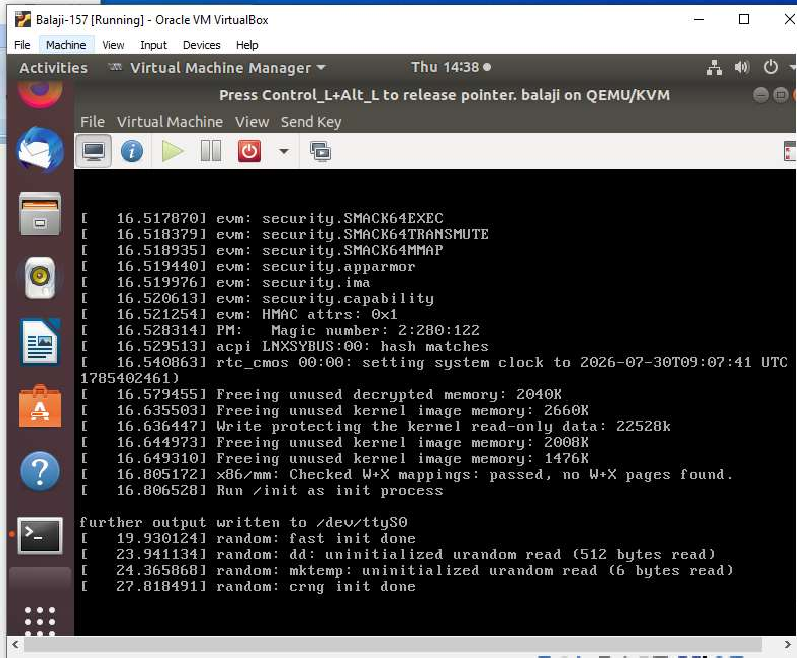 Balaji-157 [Running] - Oracle VM VirtualBox
File Machine View Input Devices Help
Activities Virtual Machine Manager Thu 14:38
Press Control_L+Alt_L to release pointer. balaji on QEMU/KVM
File Virtual Machine View Send Key
[   16.517870] evm: security.SMACK64EXEC
[   16.518379] evm: security.SMACK64TRANSMUTE
[   16.518935] evm: security.SMACK64MMAP
[   16.519440] evm: security.apparmor
[   16.519976] evm: security.ima
[   16.520613] evm: security.capability
[   16.521254] evm: HMAC attrs: 0x1
[   16.528314] PM:   Magic number: 2:280:122
[   16.529513] acpi LNXSYBUS:00: hash matches
[   16.540863] rtc_cmos 00:00: setting system clock to 2026-07-30T09:07:41 UTC
1785402461)
[   16.579455] Freeing unused decrypted memory: 2040K
[   16.635503] Freeing unused kernel image memory: 2660K
[   16.636447] Write protecting the kernel read-only data: 22528k
[   16.644973] Freeing unused kernel image memory: 2008K
[   16.649310] Freeing unused kernel image memory: 1476K
[   16.805172] x86/mm: Checked W+X mappings: passed, no W+X pages found.
[   16.806528] Run /init as init process
further output written to /dev/ttyS0
[   19.930124] random: fast init done
[   23.941134] random: dd: uninitialized urandom read (512 bytes read)
[   24.365868] random: mktemp: uninitialized urandom read (6 bytes read)
[   27.818491] random: crng init done